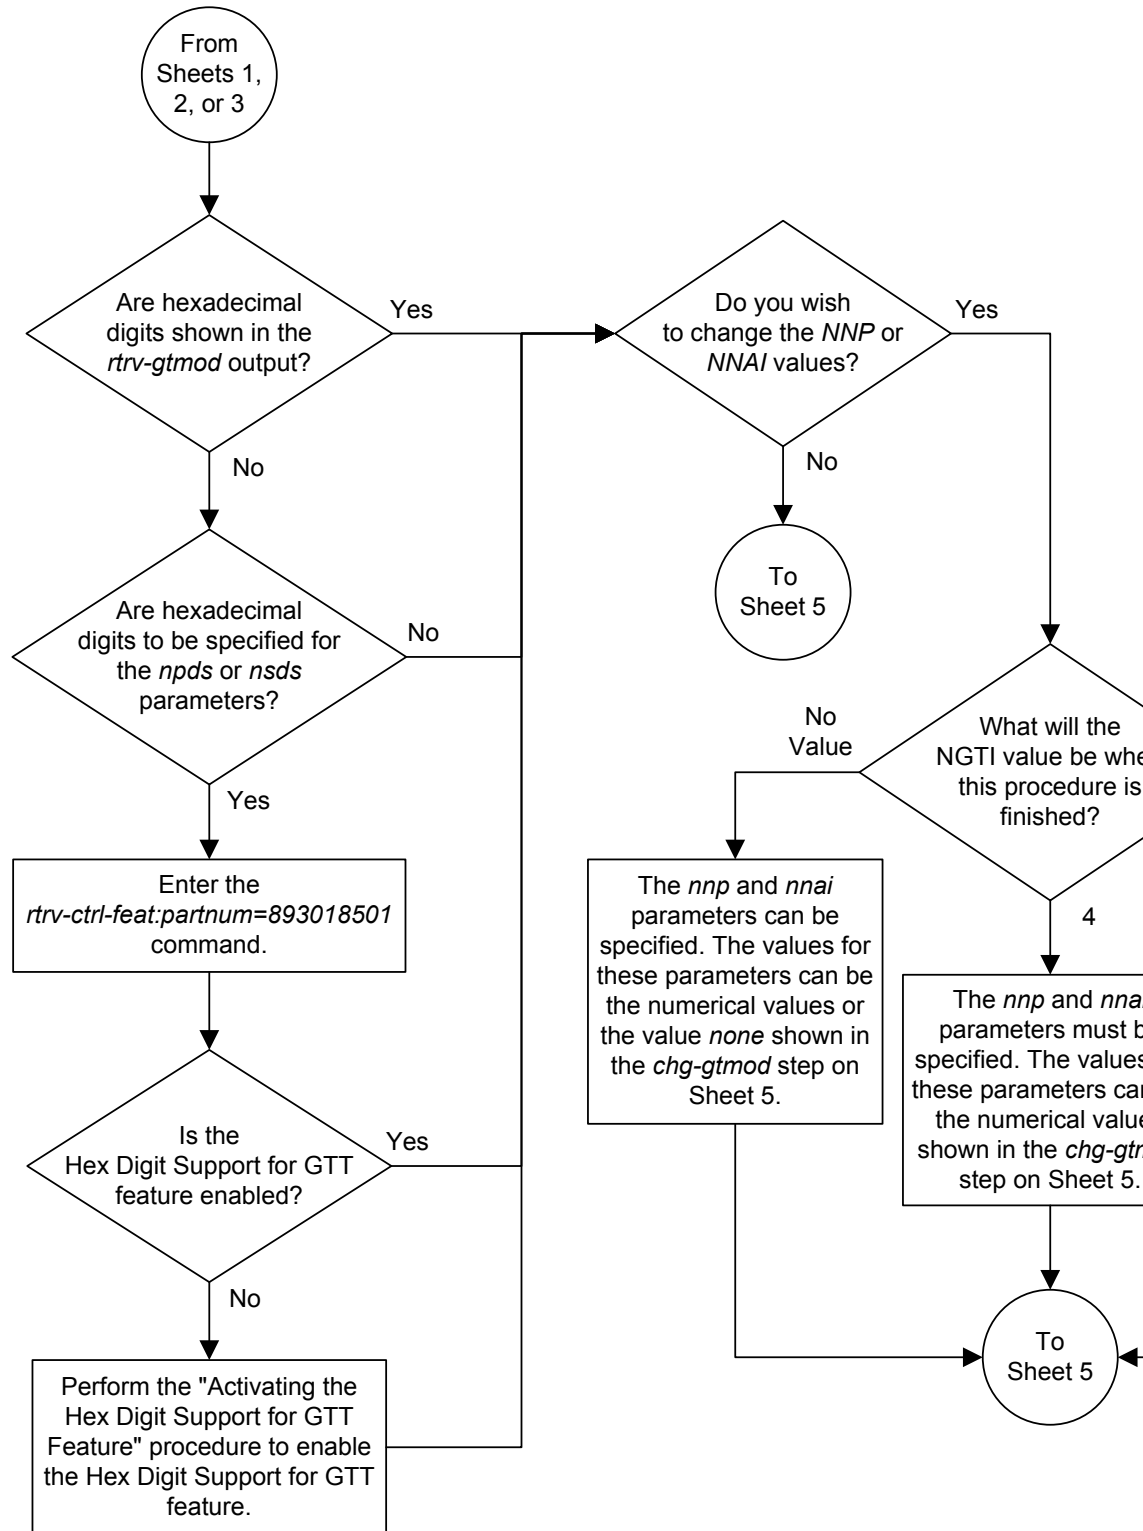 From
Sheets 1,
2, or 3
Are hexadecimal
digits shown in the
rtrv-gtmod output?
Yes
No
Are hexadecimal
digits to be specified for
the npds or nsds
parameters?
No
Yes
Enter the
rtrv-ctrl-feat:partnum=893018501
command.
Is the
Hex Digit Support for GTT
feature enabled?
Yes
No
Perform the "Activating the
Hex Digit Support for GTT
Feature" procedure to enable
the Hex Digit Support for GTT
feature.
Do you wish
to change the NNP or
NNAI values?
Yes
No
To
Sheet 5
What will the
NGTI value be
this procedure is
finished?
No
Value
4
The nnp and nnai
parameters can be
specified. The values for
these parameters can be
the numerical values or
the value none shown in
the chg-gtmod step on
Sheet 5.
The nnp and
parameters must
specified. The values
these parameters
the numerical
shown in the
step on Sheet 5.
To
Sheet 5